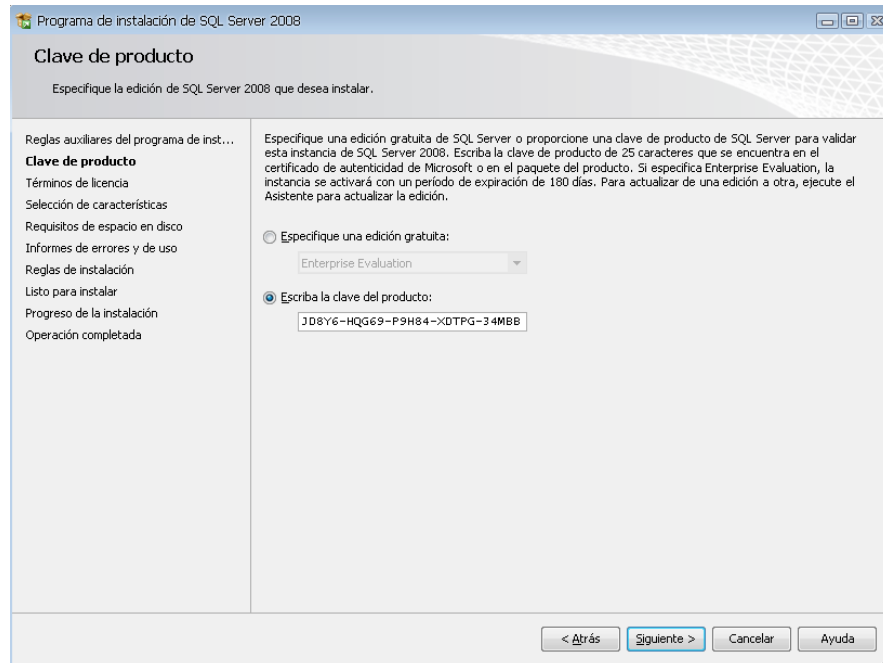 Programa de instalación de SQL Server 2008
Clave de producto
Especifique la edición de SQL Server 2008 que desea instalar.
Reglas auxiliares del programa de inst...
Clave de producto
Términos de licencia
Selección de características
Requisitos de espacio en disco
Informes de errores y de uso
Reglas de instalación
Listo para instalar
Progreso de la instalación
Operación completada
Especifique una edición gratuita de SQL Server o proporcione una clave de producto de SQL Server para validar
esta instancia de SQL Server 2008. Escriba la clave de producto de 25 caracteres que se encuentra en el
certificado de autenticidad de Microsoft o en el paquete del producto. Si especifica Enterprise Evaluation, la
instancia se activará con un período de expiración de 180 días. Para actualizar de una edición a otra, ejecute el
Asistente para actualizar la edición.
Especifique una edición gratuita:
Enterprise Evaluation
Escriba la clave del producto:
JD8Y6-HQG69-P9H84-XDTPG-34MBB
< Atrás
Siguiente >
Cancelar
Ayuda